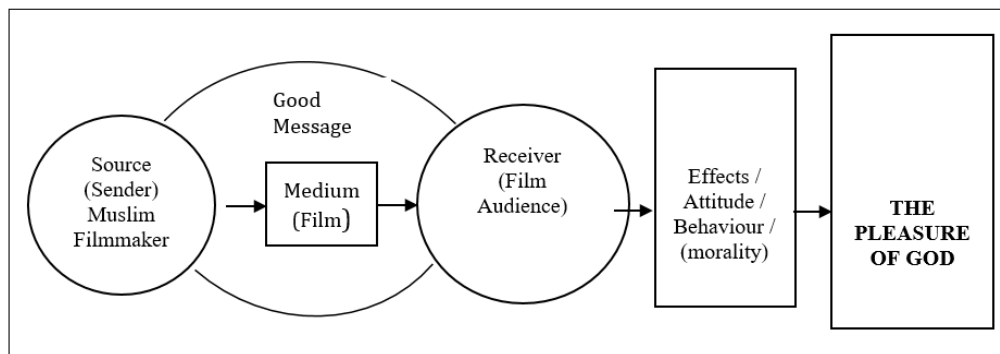 Source
(Sender)
Muslim
Filmmaker
Good
Message
Medium
(Film)
Receiver
(Film
Audience)
Effects /
Attitude /
Behaviour /
(morality)
THE
PLEASURE
OF GOD